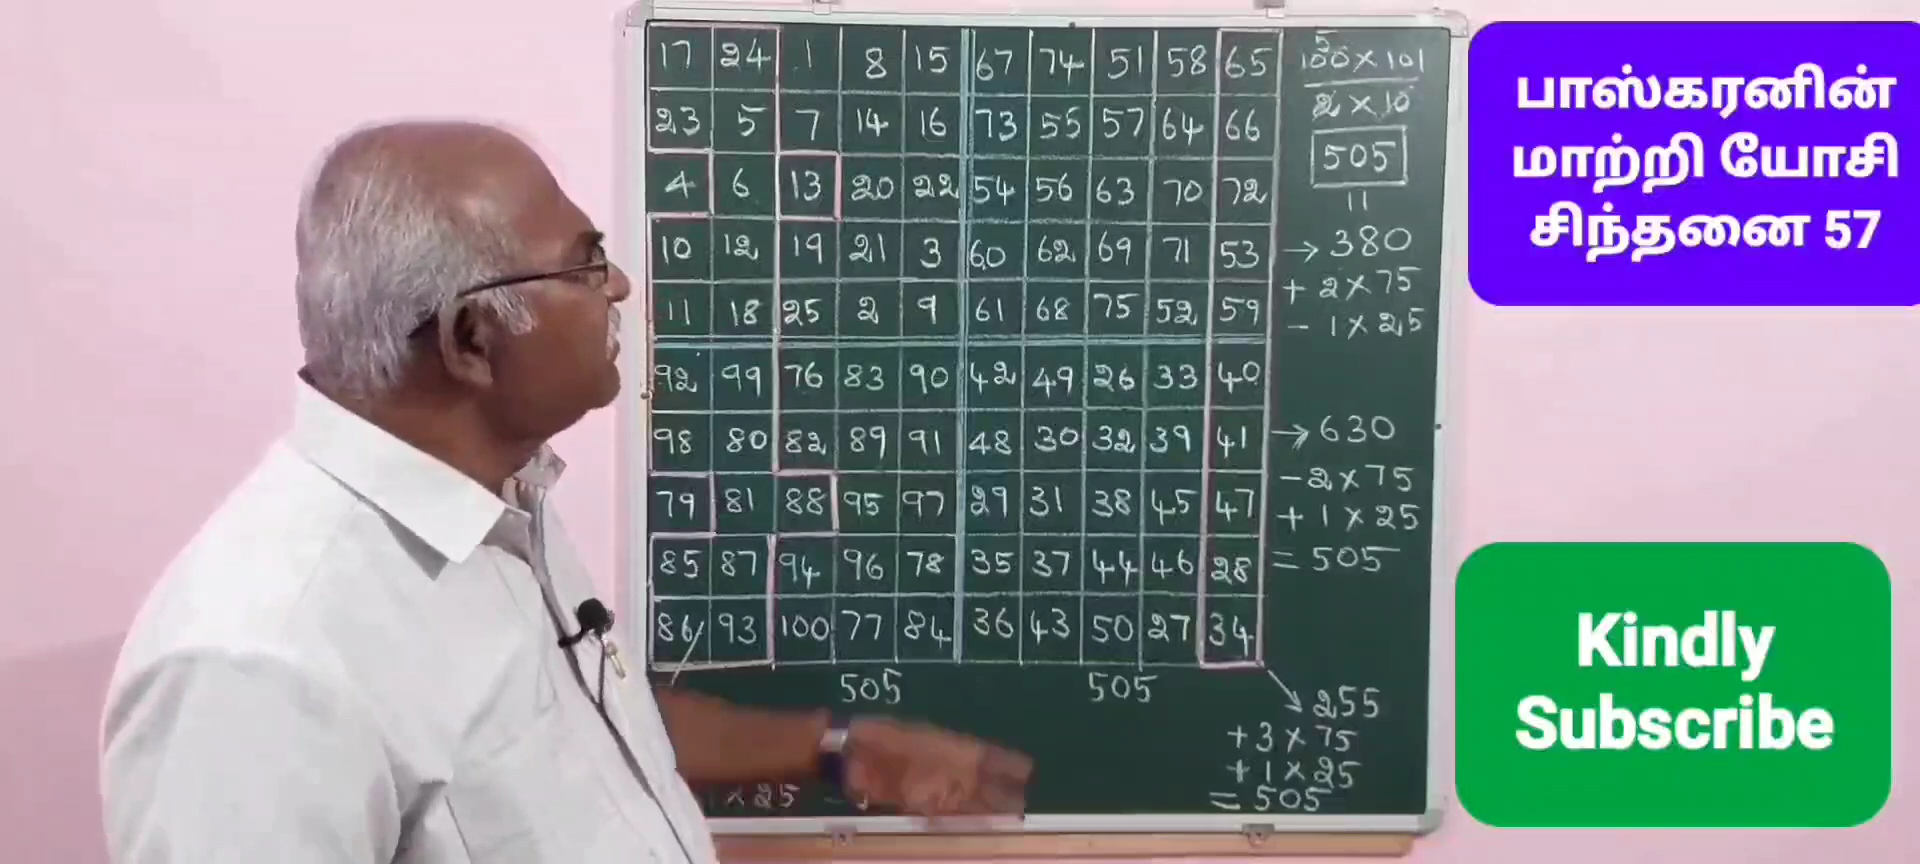 17 24 1 8 15 67 74 51 58 65
23 5 7 14 16 73 55 57 64 66
4 6 13 20 22 54 56 63 70 72
10 12 19 21 3 60 62 69 71 53
11 18 25 2 9 61 68 75 52 59
92 99 76 83 90 42 49 26 33 40
98 80 82 89 91 48 30 32 39 41
79 81 88 95 97 29 31 38 45 47
85 87 94 96 78 35 37 44 46 28
86 93 100 77 84 36 43 50 27 34
505 505
× 25
5
100 × 101
2 × 10
505
11
→ 380
+ 2 × 75
- 1 × 25
→ 630
- 2 × 75
+ 1 × 25
= 505
255
+ 3 × 75
+ 1 × 25
= 505
பாஸ்கரனின்
மாற்றி யோசி
சிந்தனை 57
Kindly
Subscribe